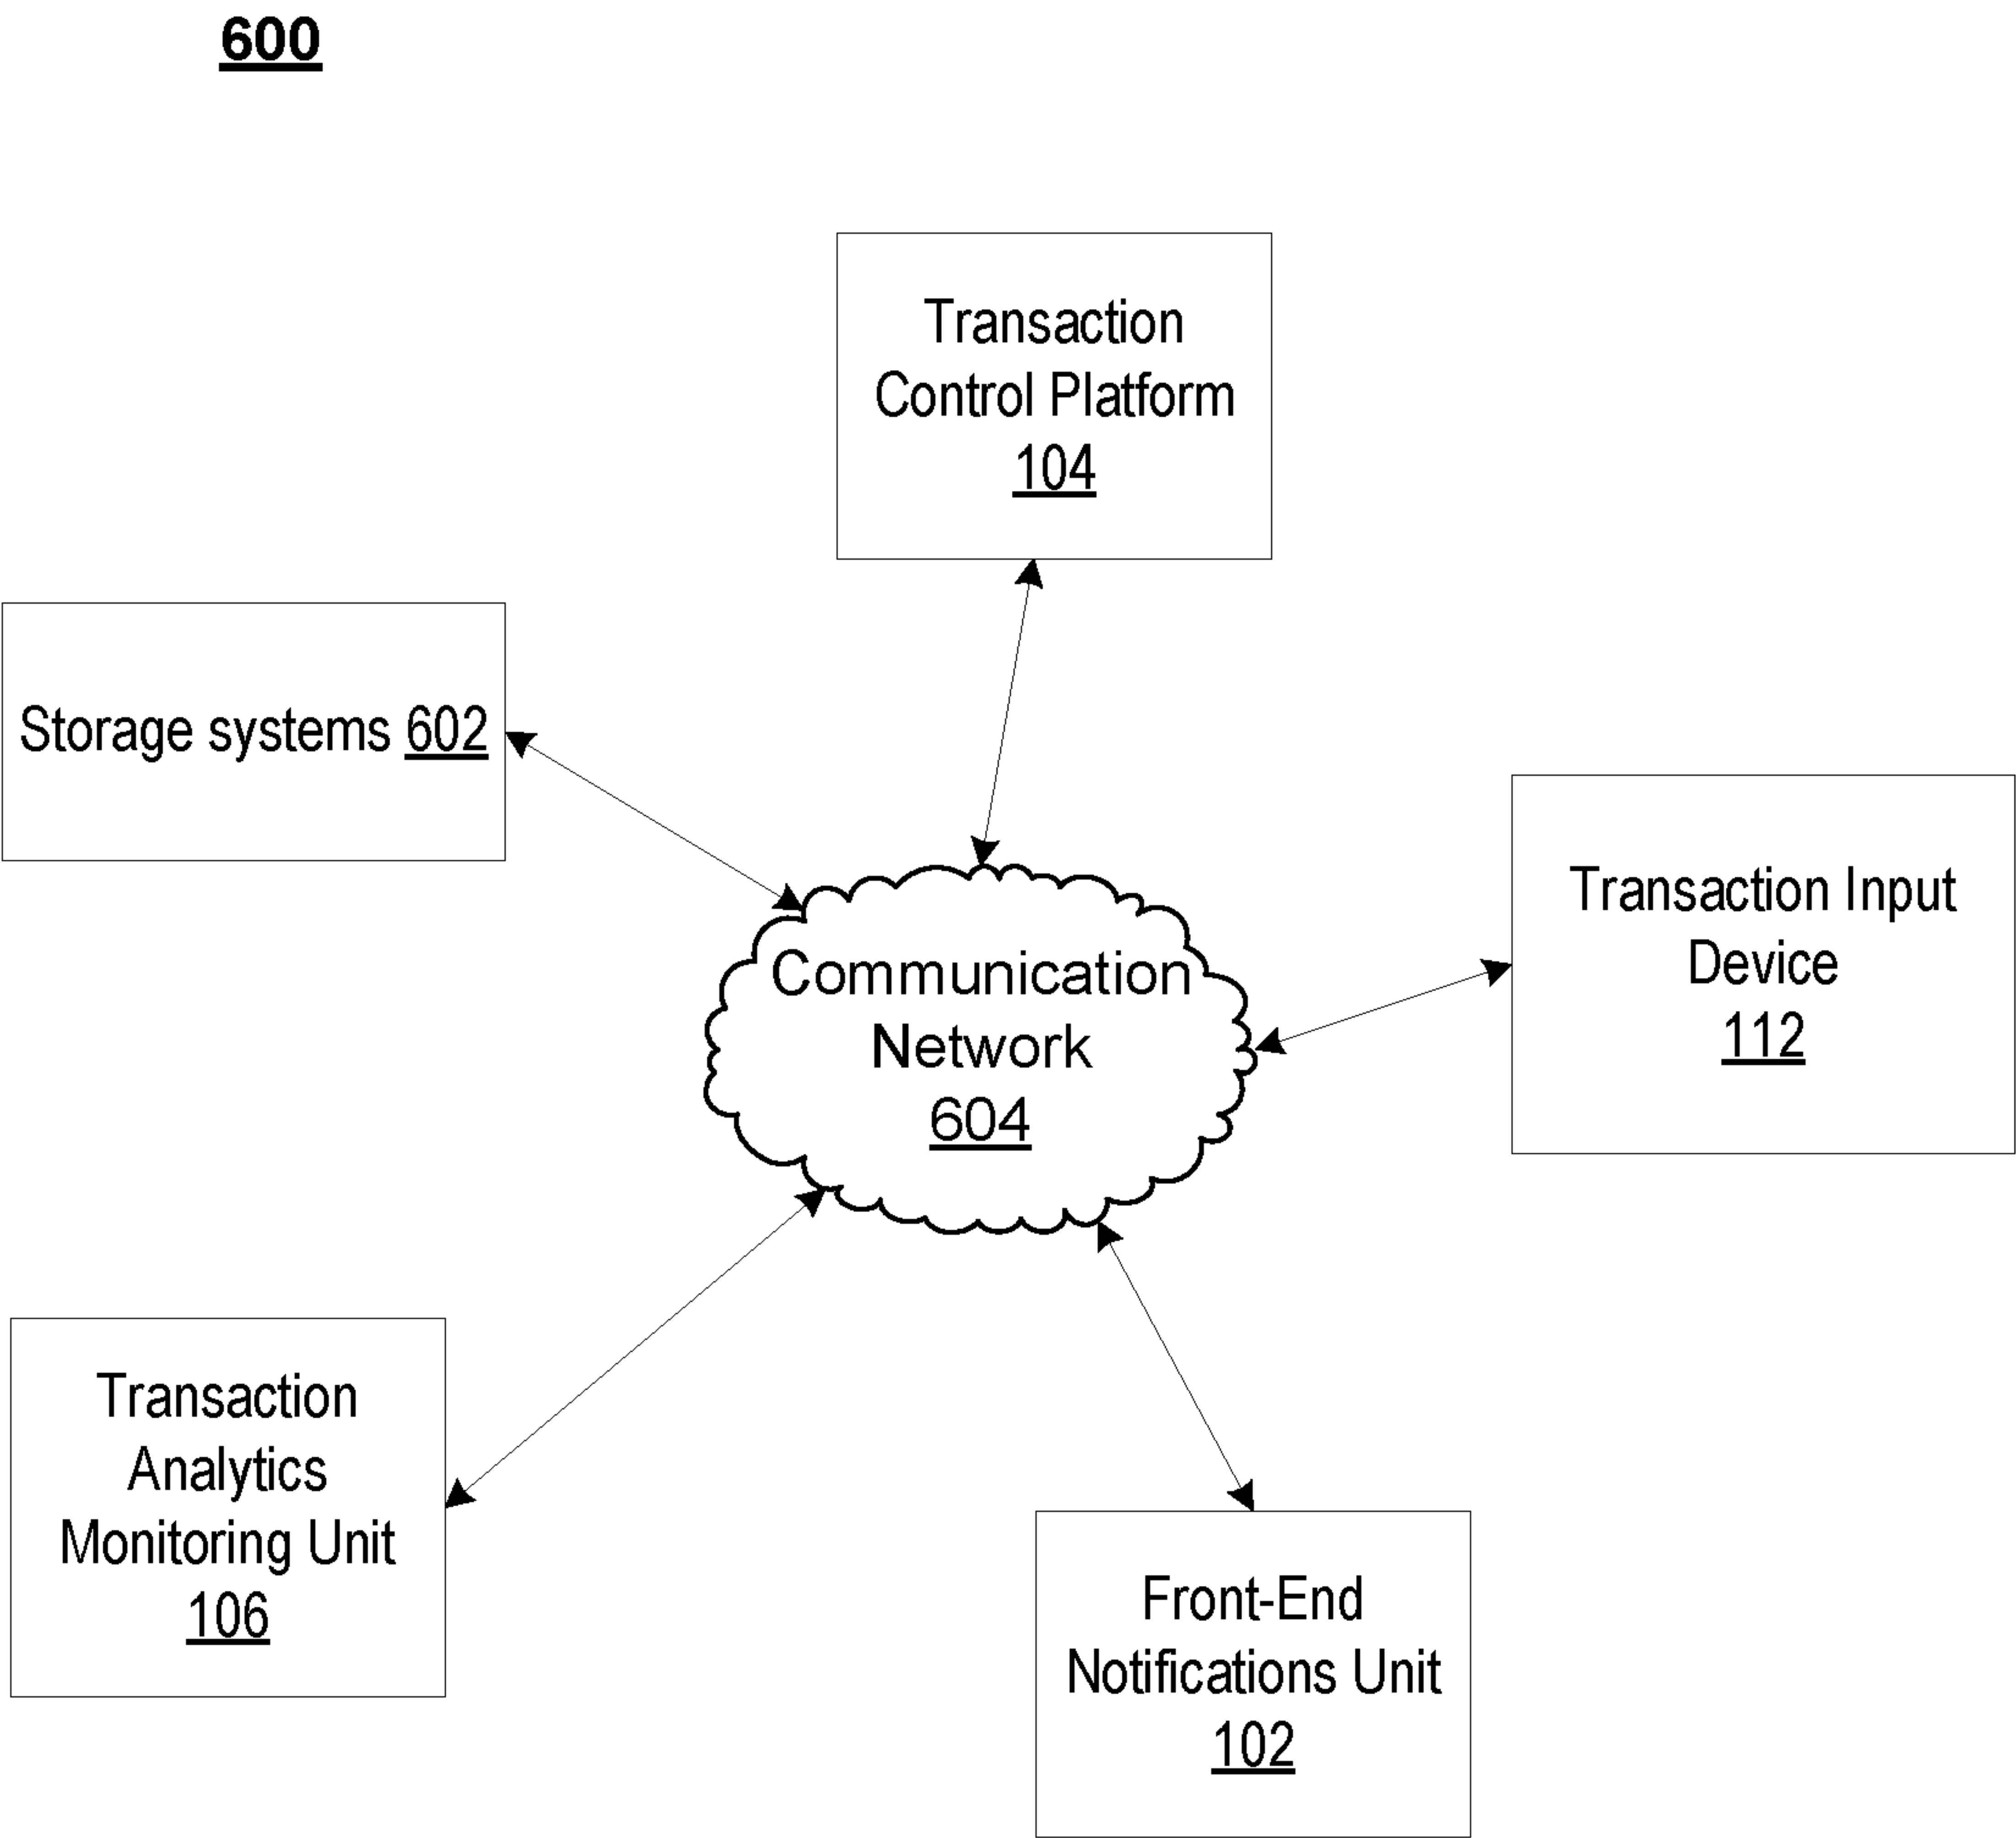 600
Transaction
Control Platform
104
Storage systems 602
Transaction Input
Device
112
Communication
Network
604
Transaction
Analytics
Monitoring Unit
106
Front-End
Notifications Unit
102